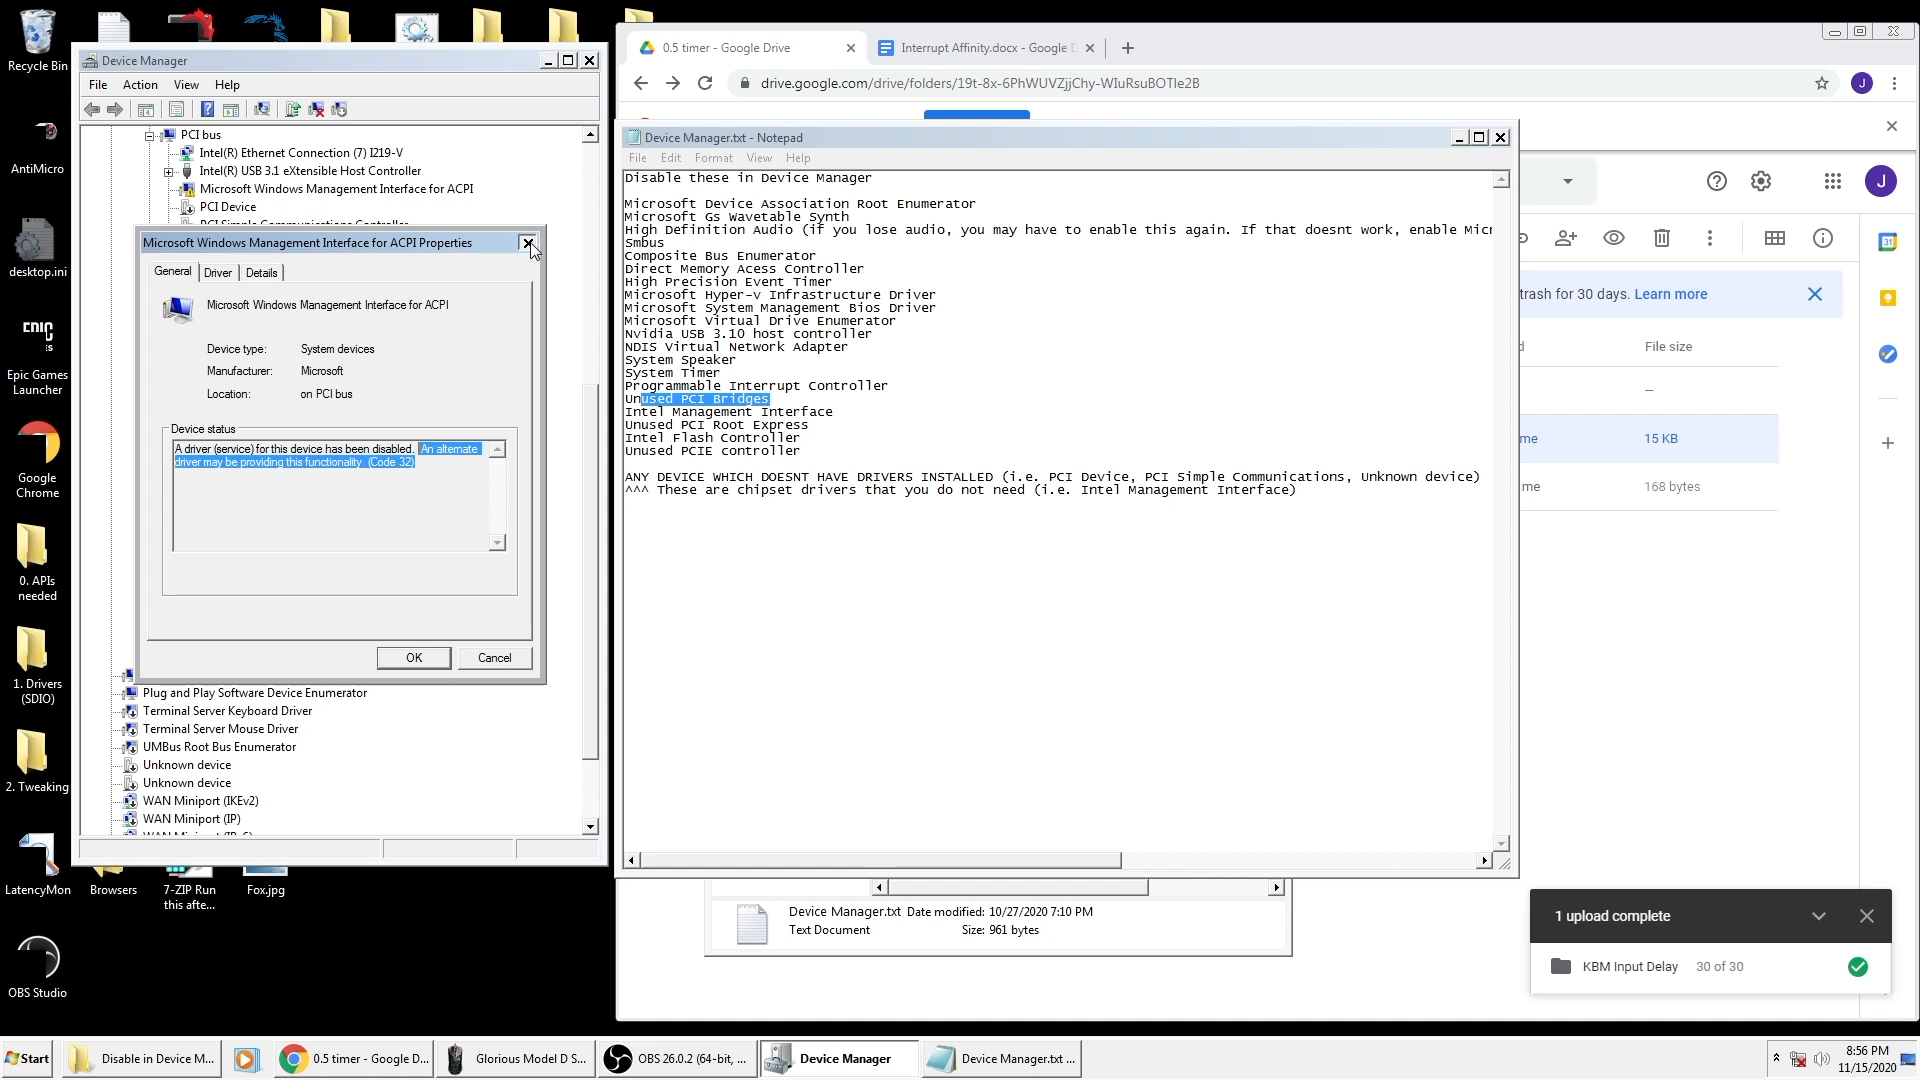 Recycle Bin
AntiMicro
desktop.ini
EPIC
ES
Epic Games
Launcher
Google
Chrome
0. APIs
needed
1. Drivers
(SDIO)
2. Tweaking
LatencyMon
Browsers
7-ZIP Run
this afte...
Fox.jpg
OBS Studio
Device Manager
File Action View Help
PCI bus
Intel(R) Ethernet Connection (7) I219-V
Intel(R) USB 3.1 eXtensible Host Controller
Microsoft Windows Management Interface for ACPI
PCI Device
PCI Simple Communications Controller
Microsoft Windows Management Interface for ACPI Properties
General Driver Details
Microsoft Windows Management Interface for ACPI
Device type: System devices
Manufacturer: Microsoft
Location: on PCI bus
Device status
A driver (service) for this device has been disabled. An alternate
driver may be providing this functionality. (Code 32)
OK Cancel
Plug and Play Software Device Enumerator
Terminal Server Keyboard Driver
Terminal Server Mouse Driver
UMBus Root Bus Enumerator
Unknown device
Unknown device
WAN Miniport (IKEv2)
WAN Miniport (IP)
0.5 timer - Google Drive
Interrupt Affinity.docx - Google D
drive.google.com/drive/folders/19t-8x-6PhWUVZjjChy-WIuRsuBOTIe2B
J
J
Device Manager.txt - Notepad
File Edit Format View Help
Disable these in Device Manager
Microsoft Device Association Root Enumerator
Microsoft Gs Wavetable Synth
High Definition Audio (if you lose audio, you may have to enable this again. If that doesnt work, enable Micr
Smbus
Composite Bus Enumerator
Direct Memory Acess Controller
High Precision Event Timer
Microsoft Hyper-v Infrastructure Driver
Microsoft System Management Bios Driver
Microsoft Virtual Drive Enumerator
Nvidia USB 3.10 host controller
NDIS Virtual Network Adapter
System Speaker
System Timer
Programmable Interrupt Controller
Unused PCI Bridges
Intel Management Interface
Unused PCI Root Express
Intel Flash Controller
Unused PCIE controller
ANY DEVICE WHICH DOESNT HAVE DRIVERS INSTALLED (i.e. PCI Device, PCI Simple Communications, Unknown device)
^^^ These are chipset drivers that you do not need (i.e. Intel Management Interface)
trash for 30 days. Learn more
d File size
—
me 15 KB
me 168 bytes
31
Device Manager.txt Date modified: 10/27/2020 7:10 PM
Text Document Size: 961 bytes
1 upload complete
KBM Input Delay 30 of 30
Start
Disable in Device M...
0.5 timer - Google D...
Glorious Model D S...
OBS 26.0.2 (64-bit, ...
Device Manager
Device Manager.txt ...
8:56 PM
11/15/2020